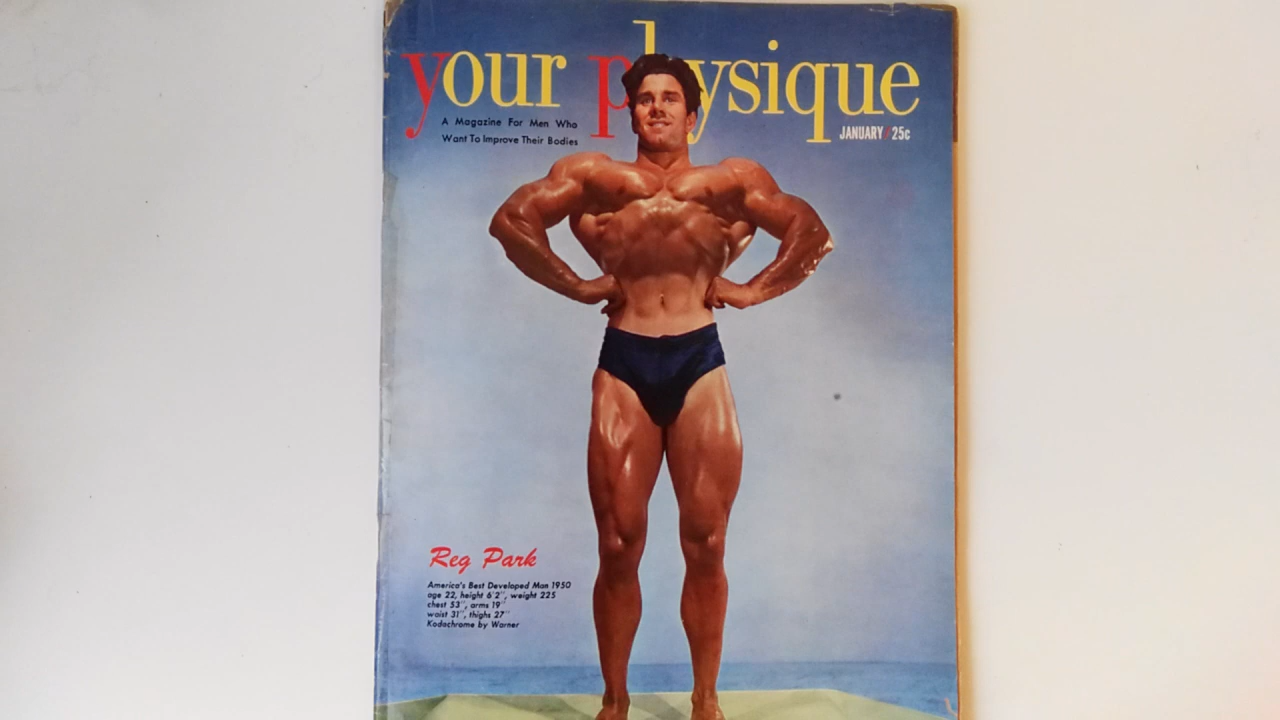 your physique
A Magazine For Men Who
Want To Improve Their Bodies
JANUARY 25c
Reg Park
America's Best Developed Man 1950
age 22, height 6'2", weight 225
chest 53", arms 19"
waist 31", thighs 27"
Kodachrome by Warner